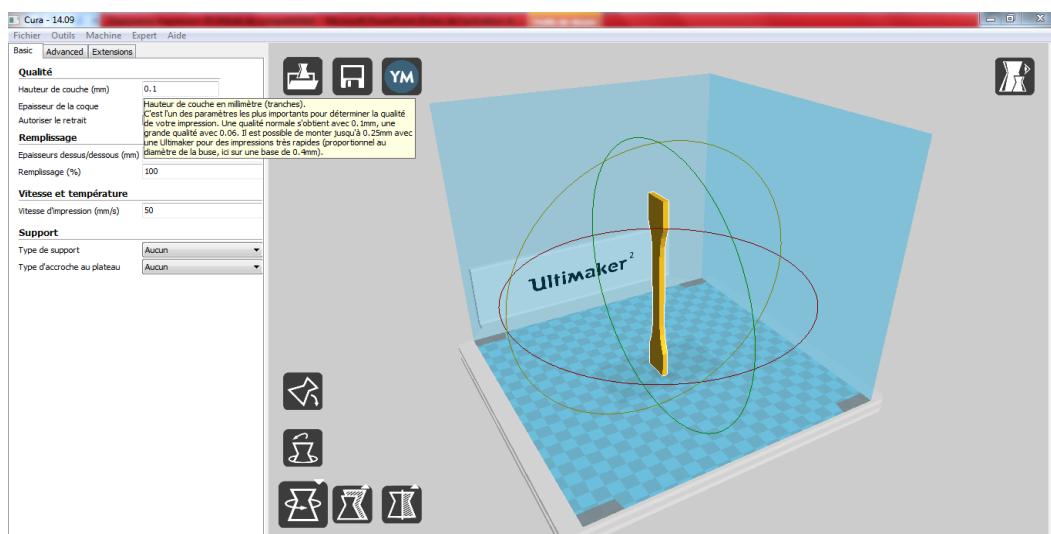 Cura - 14.09
Fichier Outils Machine Expert Aide
Basic Advanced Extensions
Qualité
Hauteur de couche (mm) 0.1
Epaisseur de la coque
Autoriser le retrait
Hauteur de couche en millimètre (tranches).
C'est l'un des paramètres les plus importants pour déterminer la qualité
de votre impression. Une qualité normale s'obtient avec 0.1mm, une
grande qualité avec 0.06. Il est possible de monter jusqu'à 0.25mm avec
une Ultimaker pour des impressions très rapides (proportionnel au
diamètre de la buse, ici sur une base de 0.4mm).
Remplissage
Epaisseurs dessus/dessous (mm)
Remplissage (%) 100
Vitesse et température
Vitesse d'impression (mm/s) 50
Support
Type de support Aucun
Type d'accroche au plateau Aucun
YM
Ultimaker 2